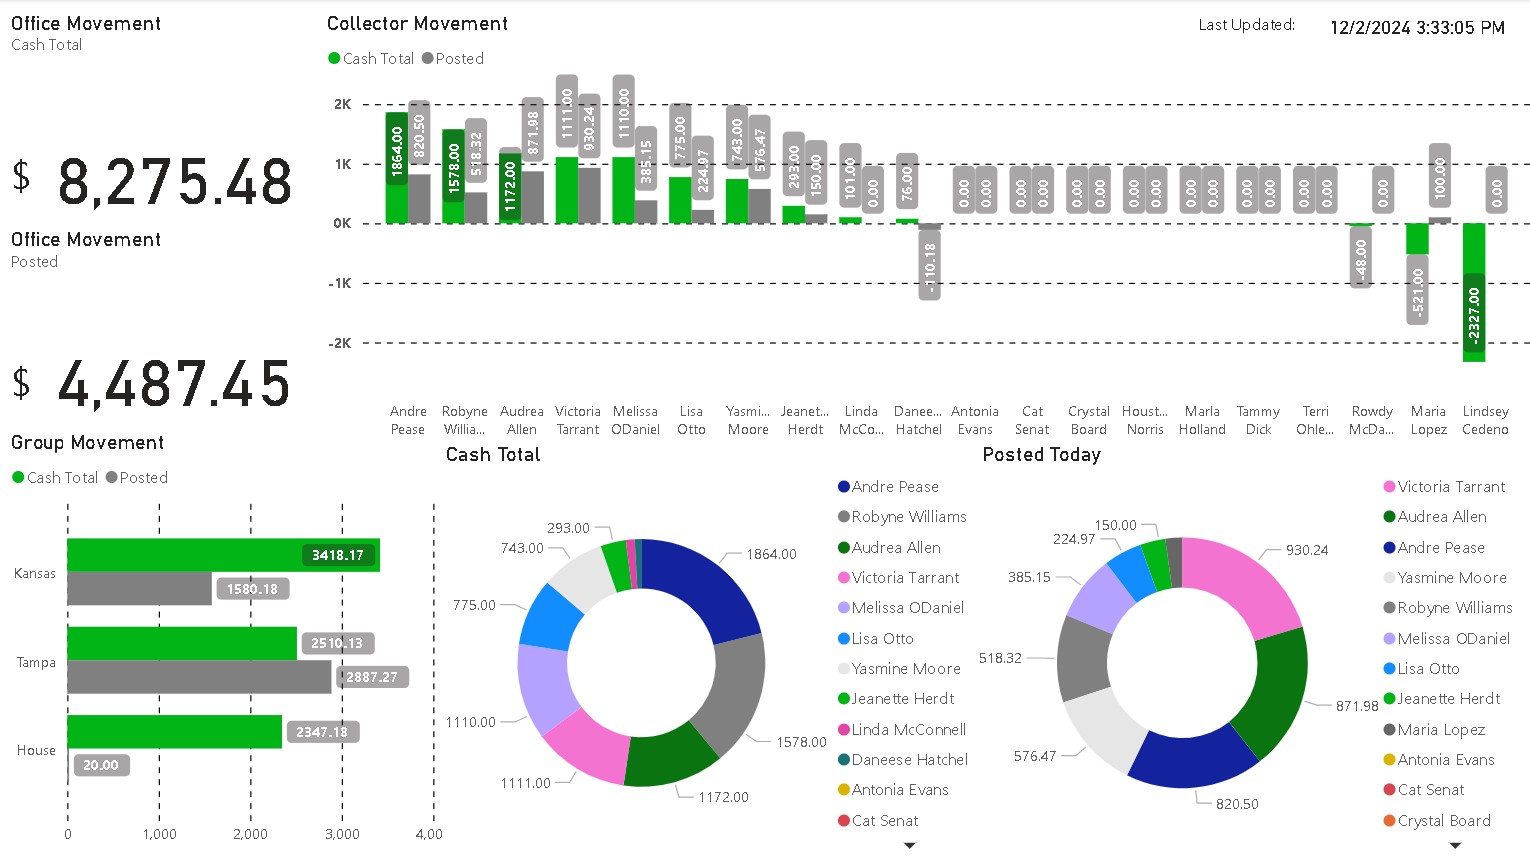 Office Movement
Cash Total
$ 8,275.48
Office Movement
Posted
$ 4,487.45
Collector Movement
Cash Total Posted
Last Updated: 12/2/2024 3:33:05 PM
2K
1K
0K
-1K
-2K
1864.00 820.50
1578.00 518.32
1172.00 871.98
1111.00 930.24
1110.00 385.15
775.00 224.97
743.00 576.47
293.00 150.00
101.00 0.00
76.00 -110.18
0.00 0.00
0.00 0.00
0.00 0.00
0.00 0.00
0.00 0.00
0.00 0.00
0.00 0.00
-48.00 0.00
-521.00 100.00
-2327.00 0.00
Andre Pease
Robyne Willia...
Audrea Allen
Victoria Tarrant
Melissa ODaniel
Lisa Otto
Yasmi... Moore
Jeanet... Herdt
Linda McCo...
Danee... Hatchel
Antonia Evans
Cat Senat
Crystal Board
Houst... Norris
Marla Holland
Tammy Dick
Terri Ohle...
Rowdy McDa...
Maria Lopez
Lindsey Cedeno
Group Movement
Cash Total Posted
Kansas
3418.17
1580.18
Tampa
2510.13
2887.27
House
2347.18
20.00
0 1,000 2,000 3,000 4,00
Cash Total
1864.00
1578.00
1172.00
1111.00
1110.00
775.00
743.00
293.00
Andre Pease
Robyne Williams
Audrea Allen
Victoria Tarrant
Melissa ODaniel
Lisa Otto
Yasmine Moore
Jeanette Herdt
Linda McConnell
Daneese Hatchel
Antonia Evans
Cat Senat
Posted Today
930.24
871.98
820.50
576.47
518.32
385.15
224.97
150.00
Victoria Tarrant
Audrea Allen
Andre Pease
Yasmine Moore
Robyne Williams
Melissa ODaniel
Lisa Otto
Jeanette Herdt
Maria Lopez
Antonia Evans
Cat Senat
Crystal Board